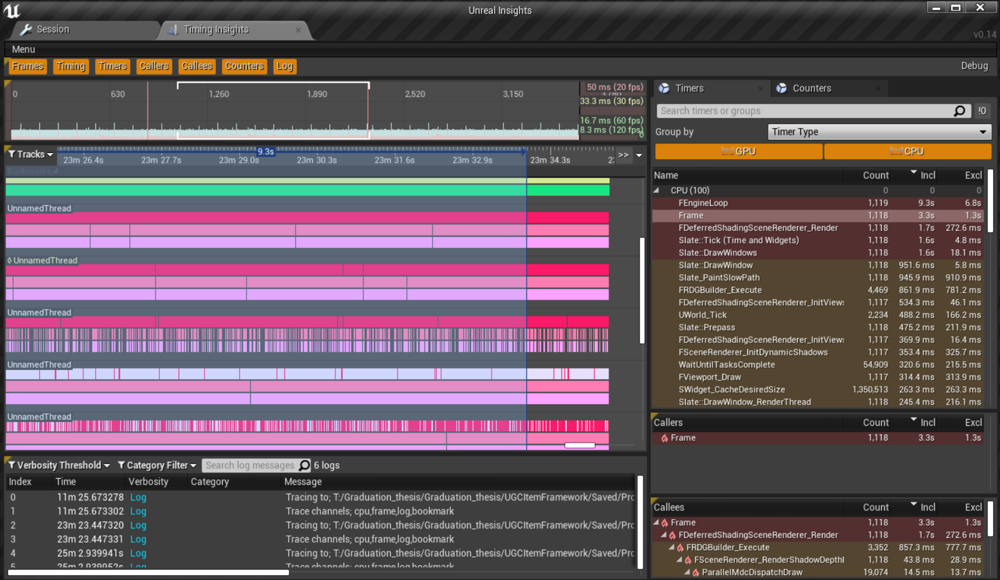 Unreal Insights
Session
Timing Insights
v0.14
Menu
Frames Timing Timers Callers Callees Counters Log
Debug
0 630 1,260 1,890 2,520 3,150
50 ms (20 fps)
33.3 ms (30 fps)
16.7 ms (60 fps)
8.3 ms (120 fps)
0
Tracks
9.3s
23m 26.4s 23m 27.7s 23m 29.0s 23m 30.3s 23m 31.6s 23m 32.9s 23m 34.3s
>>
Bookmarks
UnnamedThread
◊ UnnamedThread
UnnamedThread
UnnamedThread
UnnamedThread
Verbosity Threshold Category Filter Search log messages 6 logs
Index Time Verbosity Category Message
0 11m 25.673278 Log Tracing to; T:/Graduation_thesis/Graduation_thesis/UGCItemFramework/Saved/Prc
1 11m 25.673302 Log Trace channels; cpu,frame,log,bookmark
2 23m 23.447320 Log Tracing to; T:/Graduation_thesis/Graduation_thesis/UGCItemFramework/Saved/Prc
3 23m 23.447331 Log Trace channels; cpu,frame,log,bookmark
4 25m 2.939941s Log Tracing to; T:/Graduation_thesis/Graduation_thesis/UGCItemFramework/Saved/Prc
5 25m 2.939952s Log Trace channels; cpu,frame,log,bookmark
Timers
Counters
Search timers or groups
!0
Group by
Timer Type
GPU
CPU
Name Count Incl Excl
CPU (100) 0 0 0
FEngineLoop 1,119 9.3s 6.8s
Frame 1,118 3.3s 1.3s
FDeferredShadingSceneRenderer_Render 1,118 1.7s 272.6 ms
Slate::Tick (Time and Widgets) 1,118 1.6s 4.8 ms
Slate::DrawWindows 1,118 1.6s 18.1 ms
Slate::DrawWindow 1,118 951.6 ms 5.8 ms
Slate_PaintSlowPath 1,118 945.9 ms 910.9 ms
FRDGBuilder_Execute 4,469 861.9 ms 781.2 ms
FDeferredShadingSceneRenderer_InitViews 1,117 534.3 ms 46.1 ms
UWorld_Tick 2,234 488.2 ms 166.2 ms
Slate::Prepass 1,118 475.2 ms 211.9 ms
FDeferredShadingSceneRenderer_InitViews 1,117 369.9 ms 16.4 ms
FSceneRenderer_InitDynamicShadows 1,117 353.4 ms 325.7 ms
WaitUntilTasksComplete 54,909 320.6 ms 215.5 ms
FViewport_Draw 1,117 314.4 ms 313.9 ms
SWidget_CacheDesiredSize 1,350,513 263.3 ms 263.3 ms
Slate::DrawWindow_RenderThread 1,118 245.4 ms 216.1 ms
Callers Count Incl Excl
Frame 1,118 3.3s 1.3s
Callees Count Incl Excl
Frame 1,118 3.3s 1.3s
FDeferredShadingSceneRenderer_Render 1,118 1.7s 272.6 ms
FRDGBuilder_Execute 3,352 857.3 ms 777.7 ms
FSceneRenderer_RenderShadowDepthI 1,118 43.8 ms 28.9 ms
ParallelMdcDispatchDraw 19,074 14.5 ms 13.7 ms